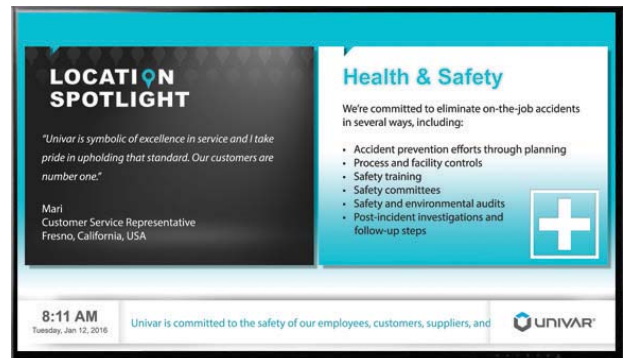 LOCATION
SPOTLIGHT
"Univar is symbolic of excellence in service and I take
pride in upholding that standard. Our customers are
number one."
Mari
Customer Service Representative
Fresno, California, USA
Health & Safety
We're committed to eliminate on-the-job accidents
in several ways, including:
• Accident prevention efforts through planning
• Process and facility controls
• Safety training
• Safety committees
• Safety and environmental audits
• Post-incident investigations and
follow-up steps
8:11 AM
Tuesday, Jan 12, 2016
Univar is committed to the safety of our employees, customers, suppliers, and
UNIVAR